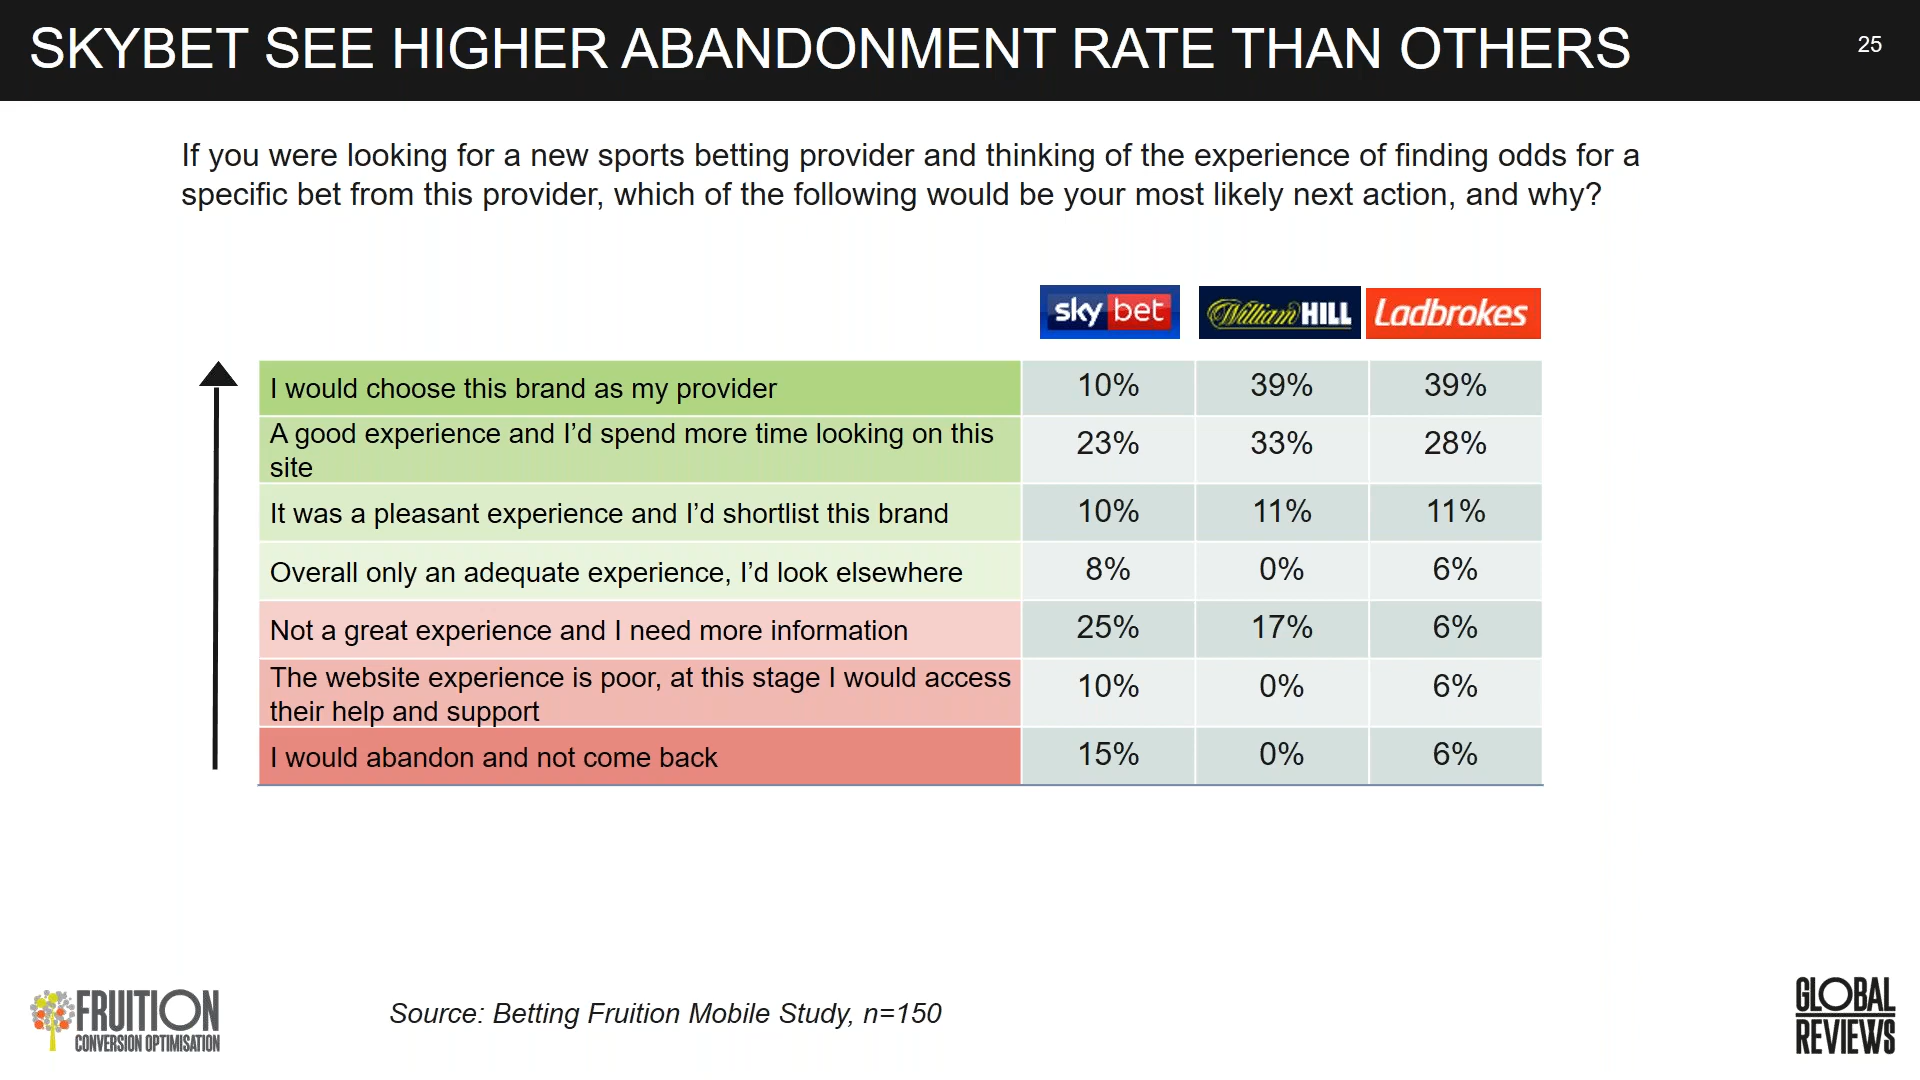 SKYBET SEE HIGHER ABANDONMENT RATE THAN OTHERS
25
If you were looking for a new sports betting provider and thinking of the experience of finding odds for a
specific bet from this provider, which of the following would be your most likely next action, and why?
sky bet William HILL Ladbrokes
I would choose this brand as my provider 10% 39% 39%
A good experience and I’d spend more time looking on this
site 23% 33% 28%
It was a pleasant experience and I’d shortlist this brand 10% 11% 11%
Overall only an adequate experience, I’d look elsewhere 8% 0% 6%
Not a great experience and I need more information 25% 17% 6%
The website experience is poor, at this stage I would access
their help and support 10% 0% 6%
I would abandon and not come back 15% 0% 6%
FRUITION
CONVERSION OPTIMISATION
Source: Betting Fruition Mobile Study, n=150
GLOBAL
REVIEWS